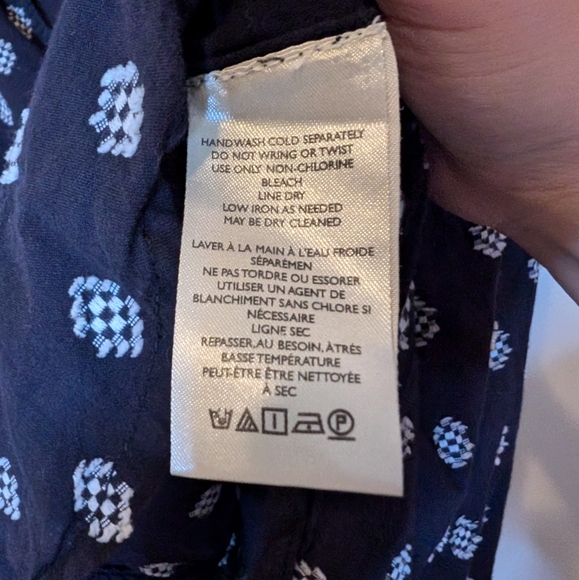 HANDWASH COLD SEPARATELY
DO NOT WRING OR TWIST
USE ONLY NON-CHLORINE
BLEACH
LINE DRY
LOW IRON AS NEEDED
MAY BE DRY CLEANED
LAVER À LA MAIN À L'EAU FROIDE
SÉPARÉMEN
NE PAS TORDRE OU ESSORER
UTILISER UN AGENT DE
BLANCHIMENT SANS CHLORE SI
NÉCESSAIRE
LIGNE SEC
REPASSER, AU BESOIN, ÀTRÈS
BASSE TEMPÉRATURE
PEUT-ÊTRE ÊTRE NETTOYÉE
À SEC
P